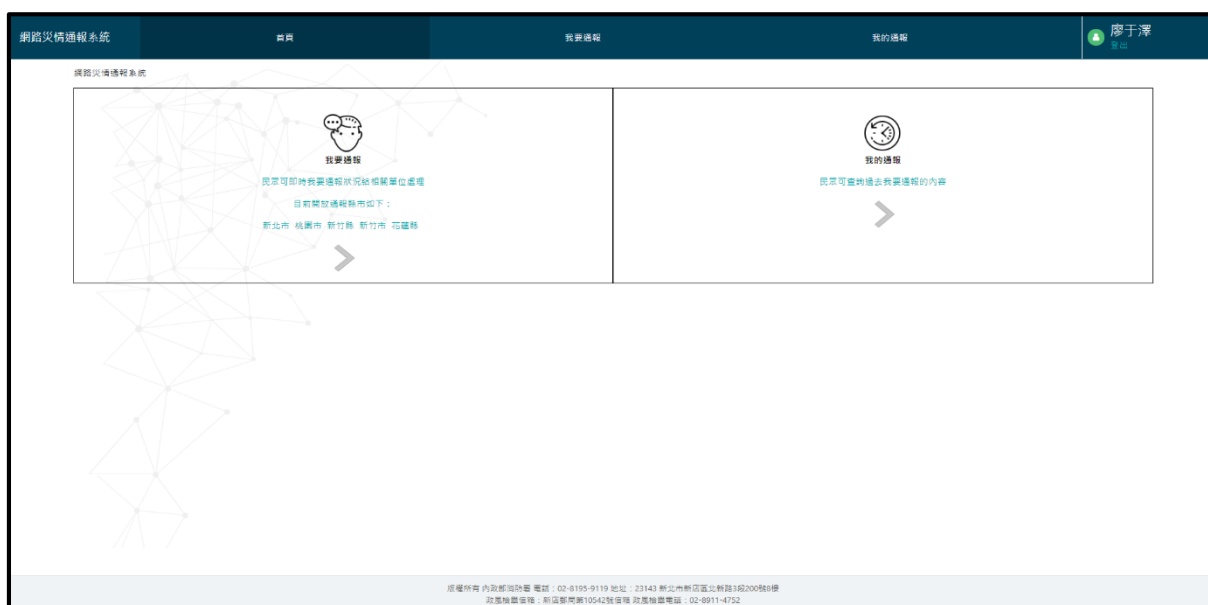 網路災情通報系統
首頁
我要通報
我的通報
廖于澤
登出
網路災情通報系統
我要通報
民眾可即時我要通報狀況給相關單位處理
目前開放通報縣市如下：
新北市 桃園市 新竹縣 新竹市 花蓮縣
我的通報
民眾可查詢過去我要通報的內容
版權所有 內政部消防署 電話：02-8195-9119 地址：23143 新北市新店區北新路3段200號8樓
政風檢舉信箱：新店郵局第10542號信箱 政風檢舉電話：02-8911-4752